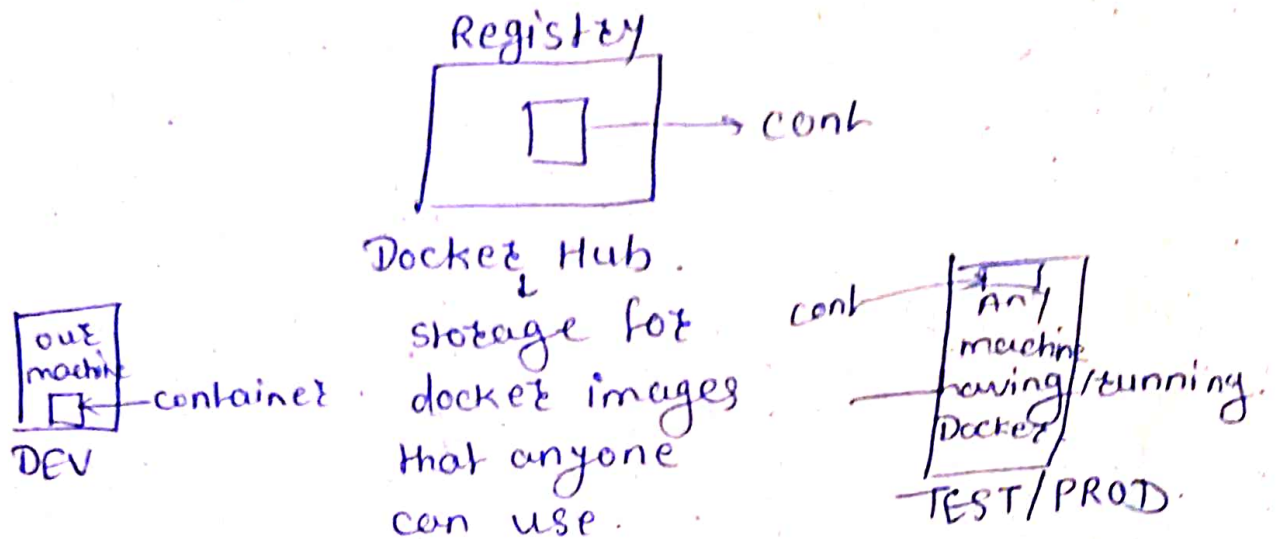 Registry
cont
Docker Hub.
storage for
docker images
that anyone
can use.
our
machine
container
DEV
cont
Any
machine
having/running
Docker
TEST/PROD.